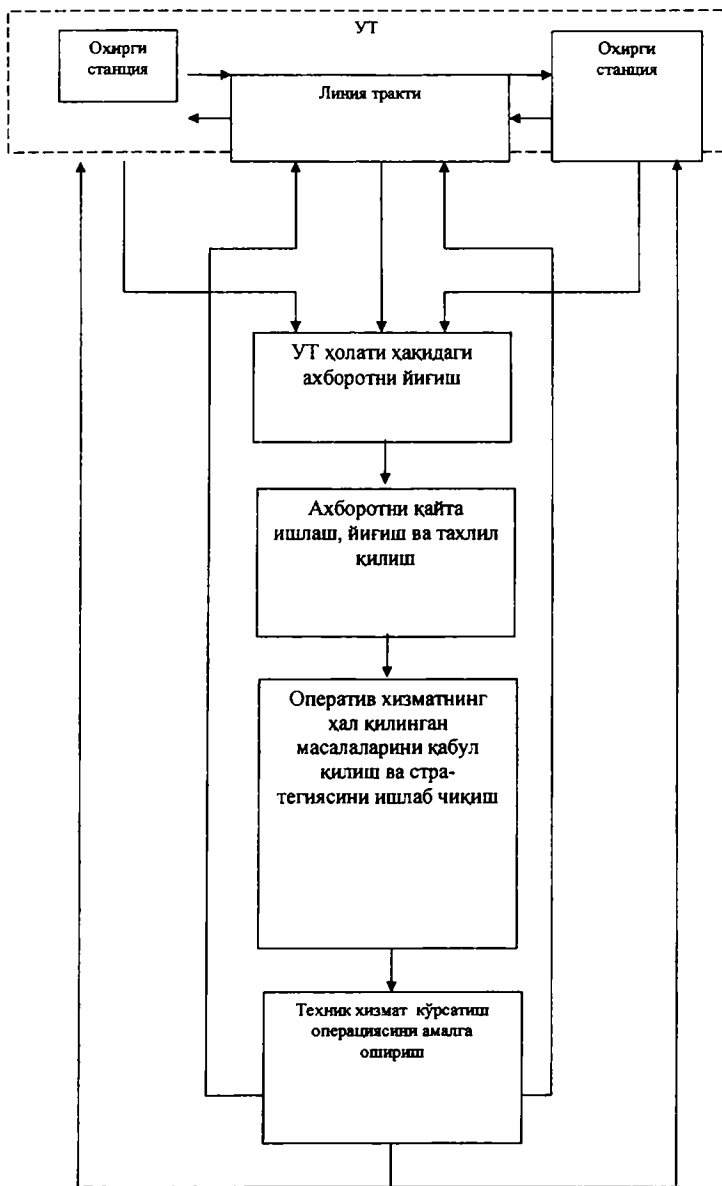 УТ
Охирги
станция
Линия тракти
Охирги
станция
УТ ҳолати ҳақидаги
ахборотни йиғиш
Ахборотни қайта
ишлаш, йиғиш ва тахлил
қилиш
Оператив хизматнинг
ҳал қилинган
масалаларини қабул
қилиш ва стра-
тегиясини ишлаб чиқиш
Техник хизмат кўрсатиш
операциясини амалга
ошириш